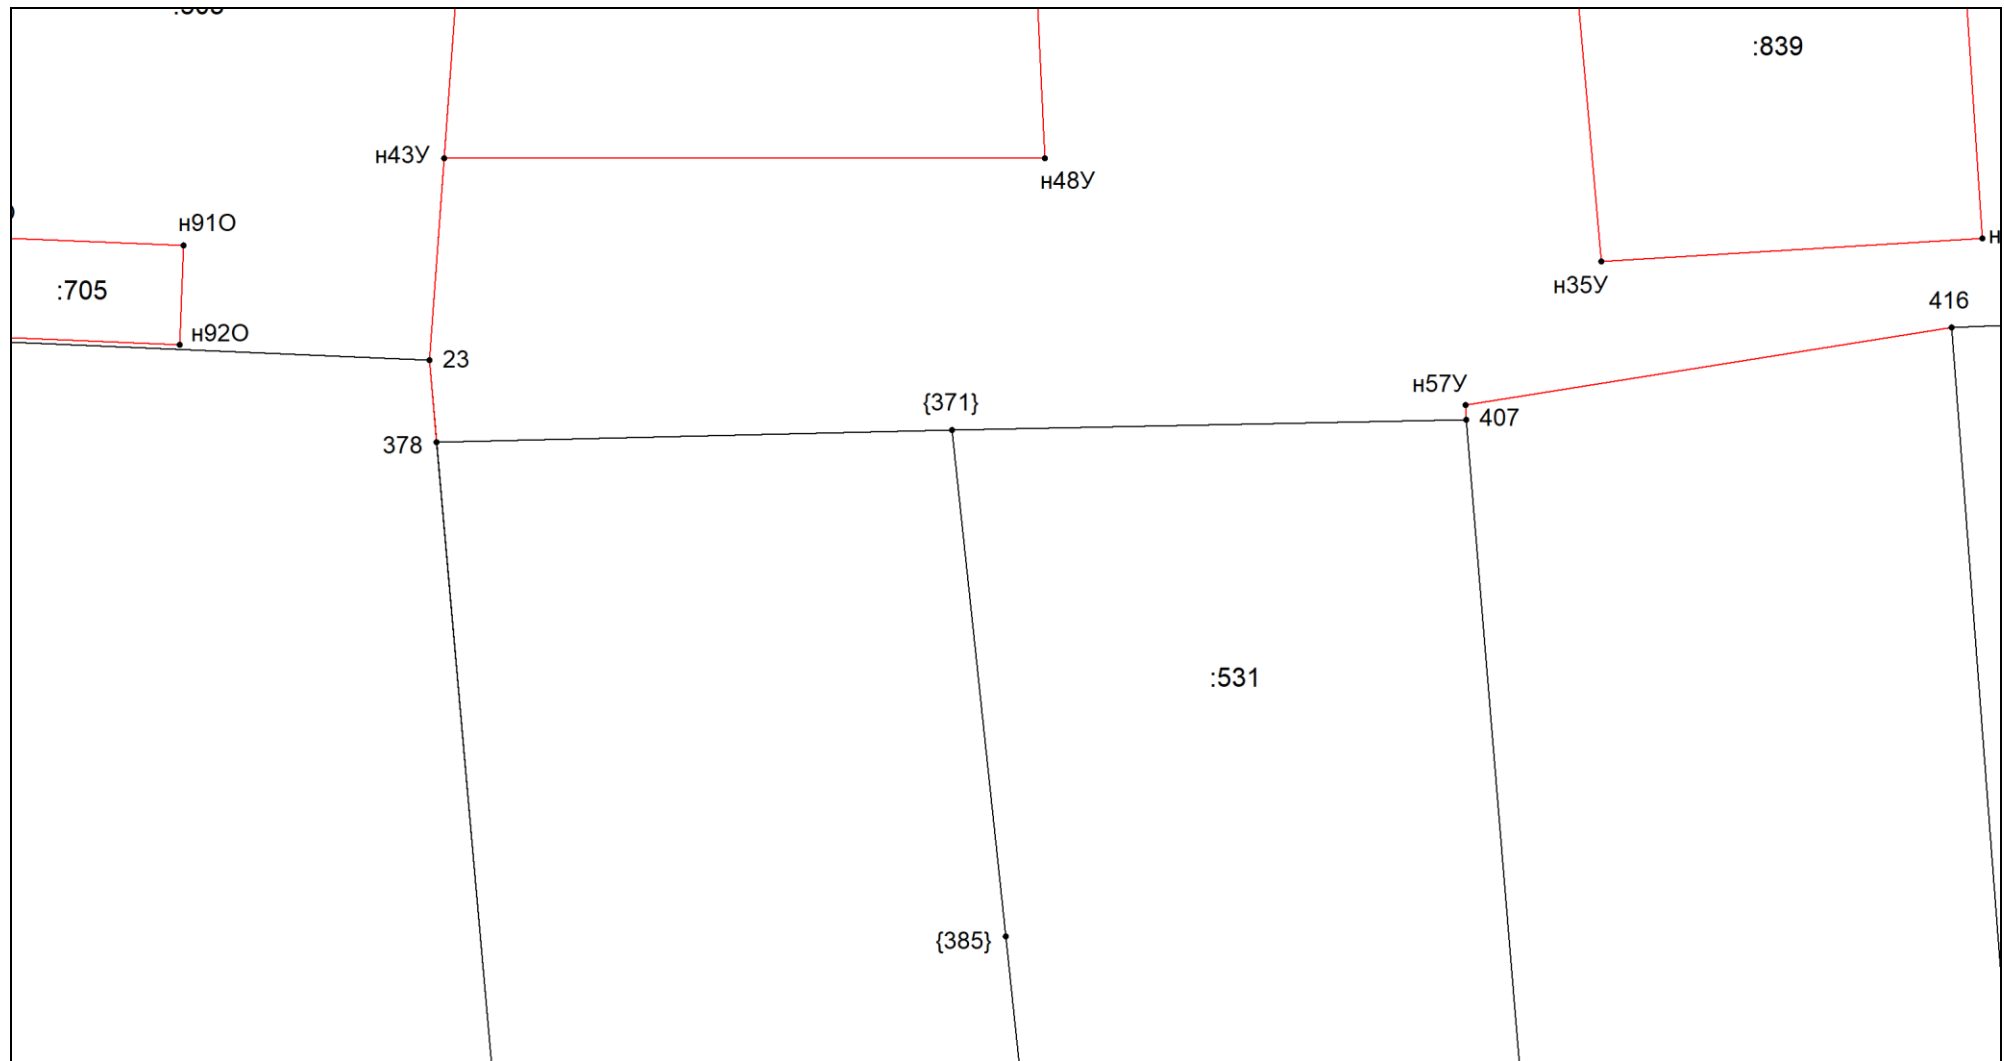 :839
н43У
н48У
н91О
:705
н92О
н35У
н
416
23
н57У
{371}
407
378
:531
{385}